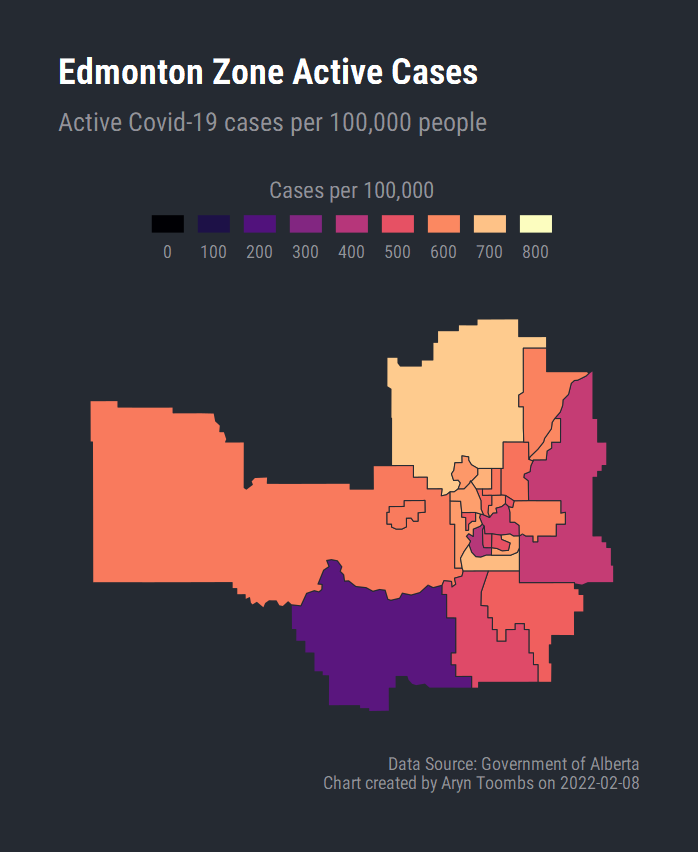 Edmonton Zone Active Cases
Active Covid-19 cases per 100,000 people
Cases per 100,000
0 100 200 300 400 500 600 700 800
Data Source: Government of Alberta
Chart created by Aryn Toombs on 2022-02-08